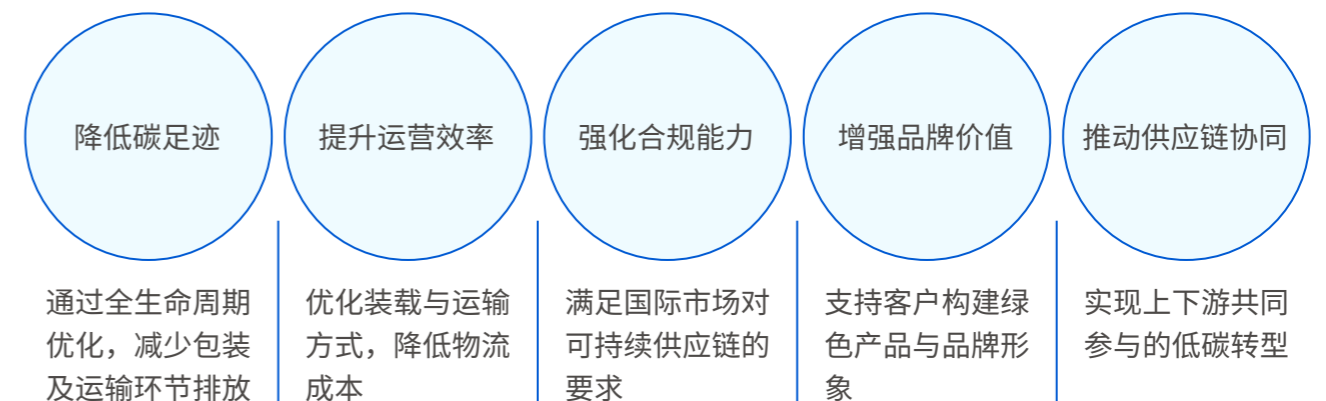 降低碳足迹
提升运营效率
强化合规能力
增强品牌价值
推动供应链协同
通过全生命周期
优化，减少包装
及运输环节排放
优化装载与运输
方式，降低物流
成本
满足国际市场对
可持续供应链的
要求
支持客户构建绿
色产品与品牌形
象
实现上下游共同
参与的低碳转型